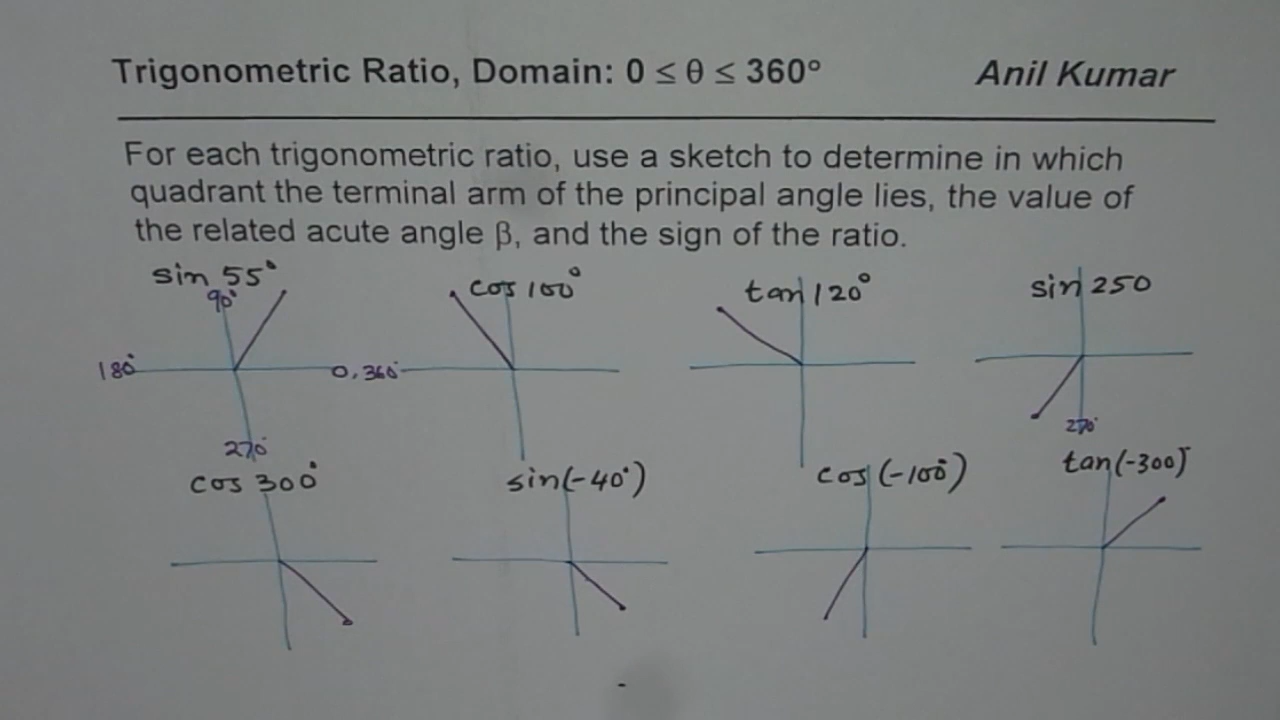 Trigonometric Ratio, Domain: 0 ≤ θ ≤ 360° Anil Kumar
For each trigonometric ratio, use a sketch to determine in which
quadrant the terminal arm of the principal angle lies, the value of
the related acute angle β, and the sign of the ratio.
sin 55° cos 100° tan 120° sin 250
90°
180° 0, 360°
270° 270°
cos 300° sin(-40°) cos(-100°) tan(-300°)